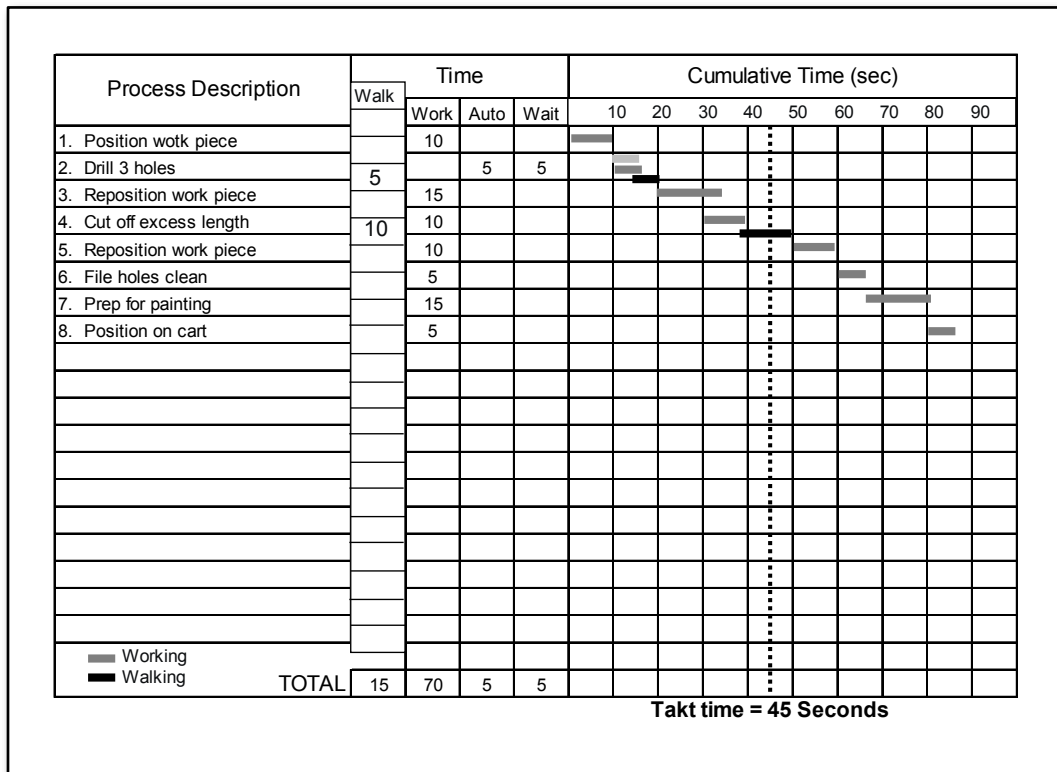 Process Description Time Cumulative Time (sec)
Walk Work Auto Wait 10 20 30 40 50 60 70 80 90
1. Position wotk piece 10
2. Drill 3 holes 5 5
5
3. Reposition work piece 15
4. Cut off excess length 10
10
5. Reposition work piece 10
6. File holes clean 5
7. Prep for painting 15
8. Position on cart 5
Working
Walking
TOTAL 15 70 5 5
Takt time = 45 Seconds